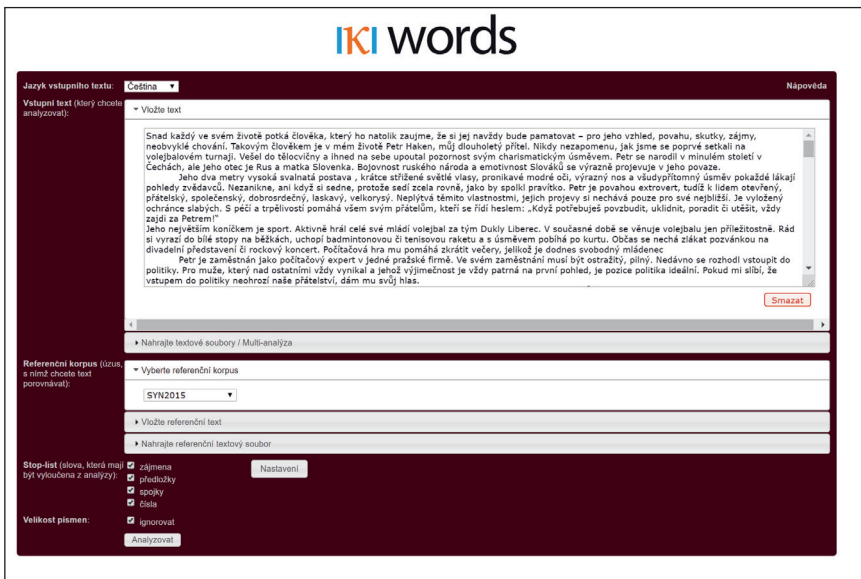 KI words
Jazyk vstupního textu: Čeština Nápověda
Vstupní text (který chcete
analyzovat):
Vložte text
Snad každý ve svém životě potká člověka, který ho natolik zaujme, že si jej navždy bude pamatovat – pro jeho vzhled, povahu, skutky, zájmy,
neobvyklé chování. Takovým člověkem je v mém životě Petr Haken, můj dlouholetý přítel. Nikdy nezapomenu, jak jsme se poprvé setkali na
volejbalovém turnaji. Vešel do tělocvičny a ihned na sebe upoutal pozornost svým charismatickým úsměvem. Petr se narodil v minulém století v
Čechách, ale jeho otec je Rus a matka Slovenka. Bojovnost ruského národa a emotivnost Slováků se výrazně projevuje v jeho povaze.
Jeho dva metry vysoká svalnatá postava , krátce střižené světlé vlasy, pronikavé modré oči, výrazný nos a všudypřítomný úsměv pokaždé lákají
pohledy zvědavců. Nezanikne, ani když si sedne, protože sedí zcela rovně, jako by spolkl pravítko. Petr je povahou extrovert, tudíž k lidem otevřený,
přátelský, společenský, dobrosrdečný, laskavý, velkorysý. Neplýtvá těmito vlastnostmi, jejich projevy si nechává pouze pro své nejbližší. Je vyložený
ochránce slabých. S péčí a trpělivostí pomáhá všem svým přátelům, kteří se řídí heslem: „Když potřebuješ povzbudit, uklidnit, poradit či utěšit, vždy
zajdi za Petrem!“
Jeho největším koníčkem je sport. Aktivně hrál celé své mládí volejbal za tým Dukly Liberec. V současné době se věnuje volejbalu jen příležitostně. Rád
si vyrazí do bílé stopy na běžkách, uchopí badmintonovou či tenisovou raketu a s úsměvem pobíhá po kurtu. Občas se nechá zlákat pozvánkou na
divadelní představení či rockový koncert. Počítačová hra mu pomáhá zkrátit večery, jelikož je dodnes svobodný mládenec
Petr je zaměstnán jako počítačový expert v jedné pražské firmě. Ve svém zaměstnání musí být ostražitý, pilný. Nedávno se rozhodl vstoupit do
politiky. Pro muže, který nad ostatními vždy vynikal a jehož výjimečnost je vždy patrná na první pohled, je pozice politika ideální. Pokud mi slíbí, že
vstupem do politiky neohrozí naše přátelství, dám mu svůj hlas.
Smazat
Nahrajte textové soubory / Multi-analýza
Referenční korpus (úzus,
s nímž chcete text
porovnávat):
Vyberte referenční korpus
SYN2015
Vložte referenční text
Nahrajte referenční textový soubor
Stop-list (slova, která mají
být vyloučena z analýzy):
zájmena
předložky
spojky
čísla
Nastavení
Velikost písmen: ignorovat
Analyzovat